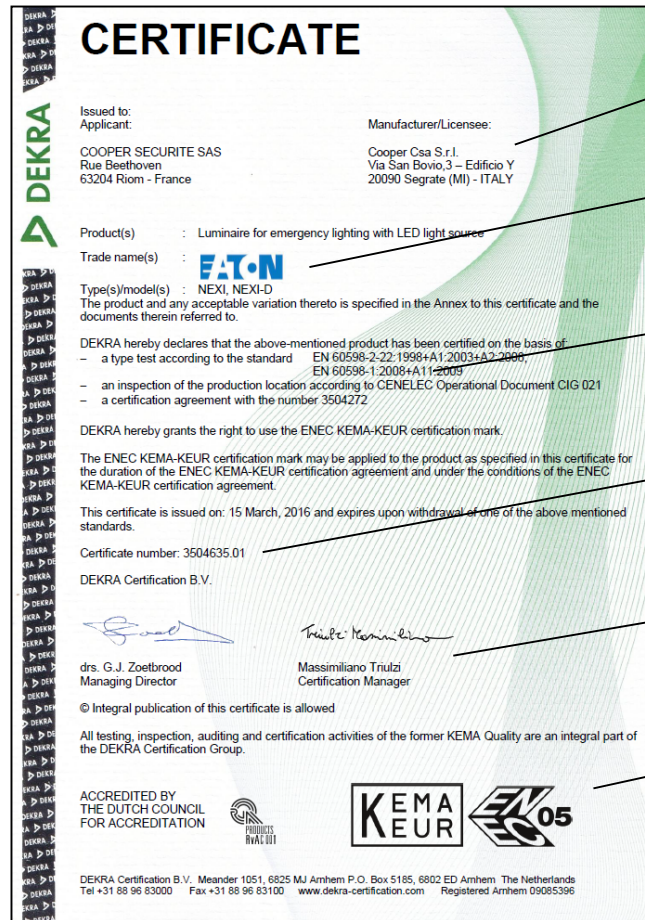 DEKRA
CERTIFICATE
Issued to:
Applicant:
Manufacturer/Licensee:
COOPER SECURITE SAS
Rue Beethoven
63204 Riom - France
Cooper Csa S.r.l.
Via San Bovio,3 – Edificio Y
20090 Segrate (MI) - ITALY
Product(s) : Luminaire for emergency lighting with LED light source
Trade name(s) : EATON
Type(s)/model(s) : NEXI, NEXI-D
The product and any acceptable variation thereto is specified in the Annex to this certificate and the
documents therein referred to.
DEKRA hereby declares that the above-mentioned product has been certified on the basis of:
– a type test according to the standard EN 60598-2-22:1998+A1:2003+A2:2008,
EN 60598-1:2008+A11:2009
– an inspection of the production location according to CENELEC Operational Document CIG 021
– a certification agreement with the number 3504272
DEKRA hereby grants the right to use the ENEC KEMA-KEUR certification mark.
The ENEC KEMA-KEUR certification mark may be applied to the product as specified in this certificate for
the duration of the ENEC KEMA-KEUR certification agreement and under the conditions of the ENEC
KEMA-KEUR certification agreement.
This certificate is issued on: 15 March, 2016 and expires upon withdrawal of one of the above mentioned
standards.
Certificate number: 3504635.01
DEKRA Certification B.V.
Triulzi Massimiliano
drs. G.J. Zoetbrood
Managing Director
Massimiliano Triulzi
Certification Manager
© Integral publication of this certificate is allowed
All testing, inspection, auditing and certification activities of the former KEMA Quality are an integral part of
the DEKRA Certification Group.
ACCREDITED BY
THE DUTCH COUNCIL
FOR ACCREDITATION
PRODUCTS
RvAC 001
KEMA
KEUR
ENEC 05
DEKRA Certification B.V. Meander 1051, 6825 MJ Arnhem P.O. Box 5185, 6802 ED Arnhem The Netherlands
Tel +31 88 96 83000 Fax +31 88 96 83100 www.dekra-certification.com Registered Arnhem 09085396